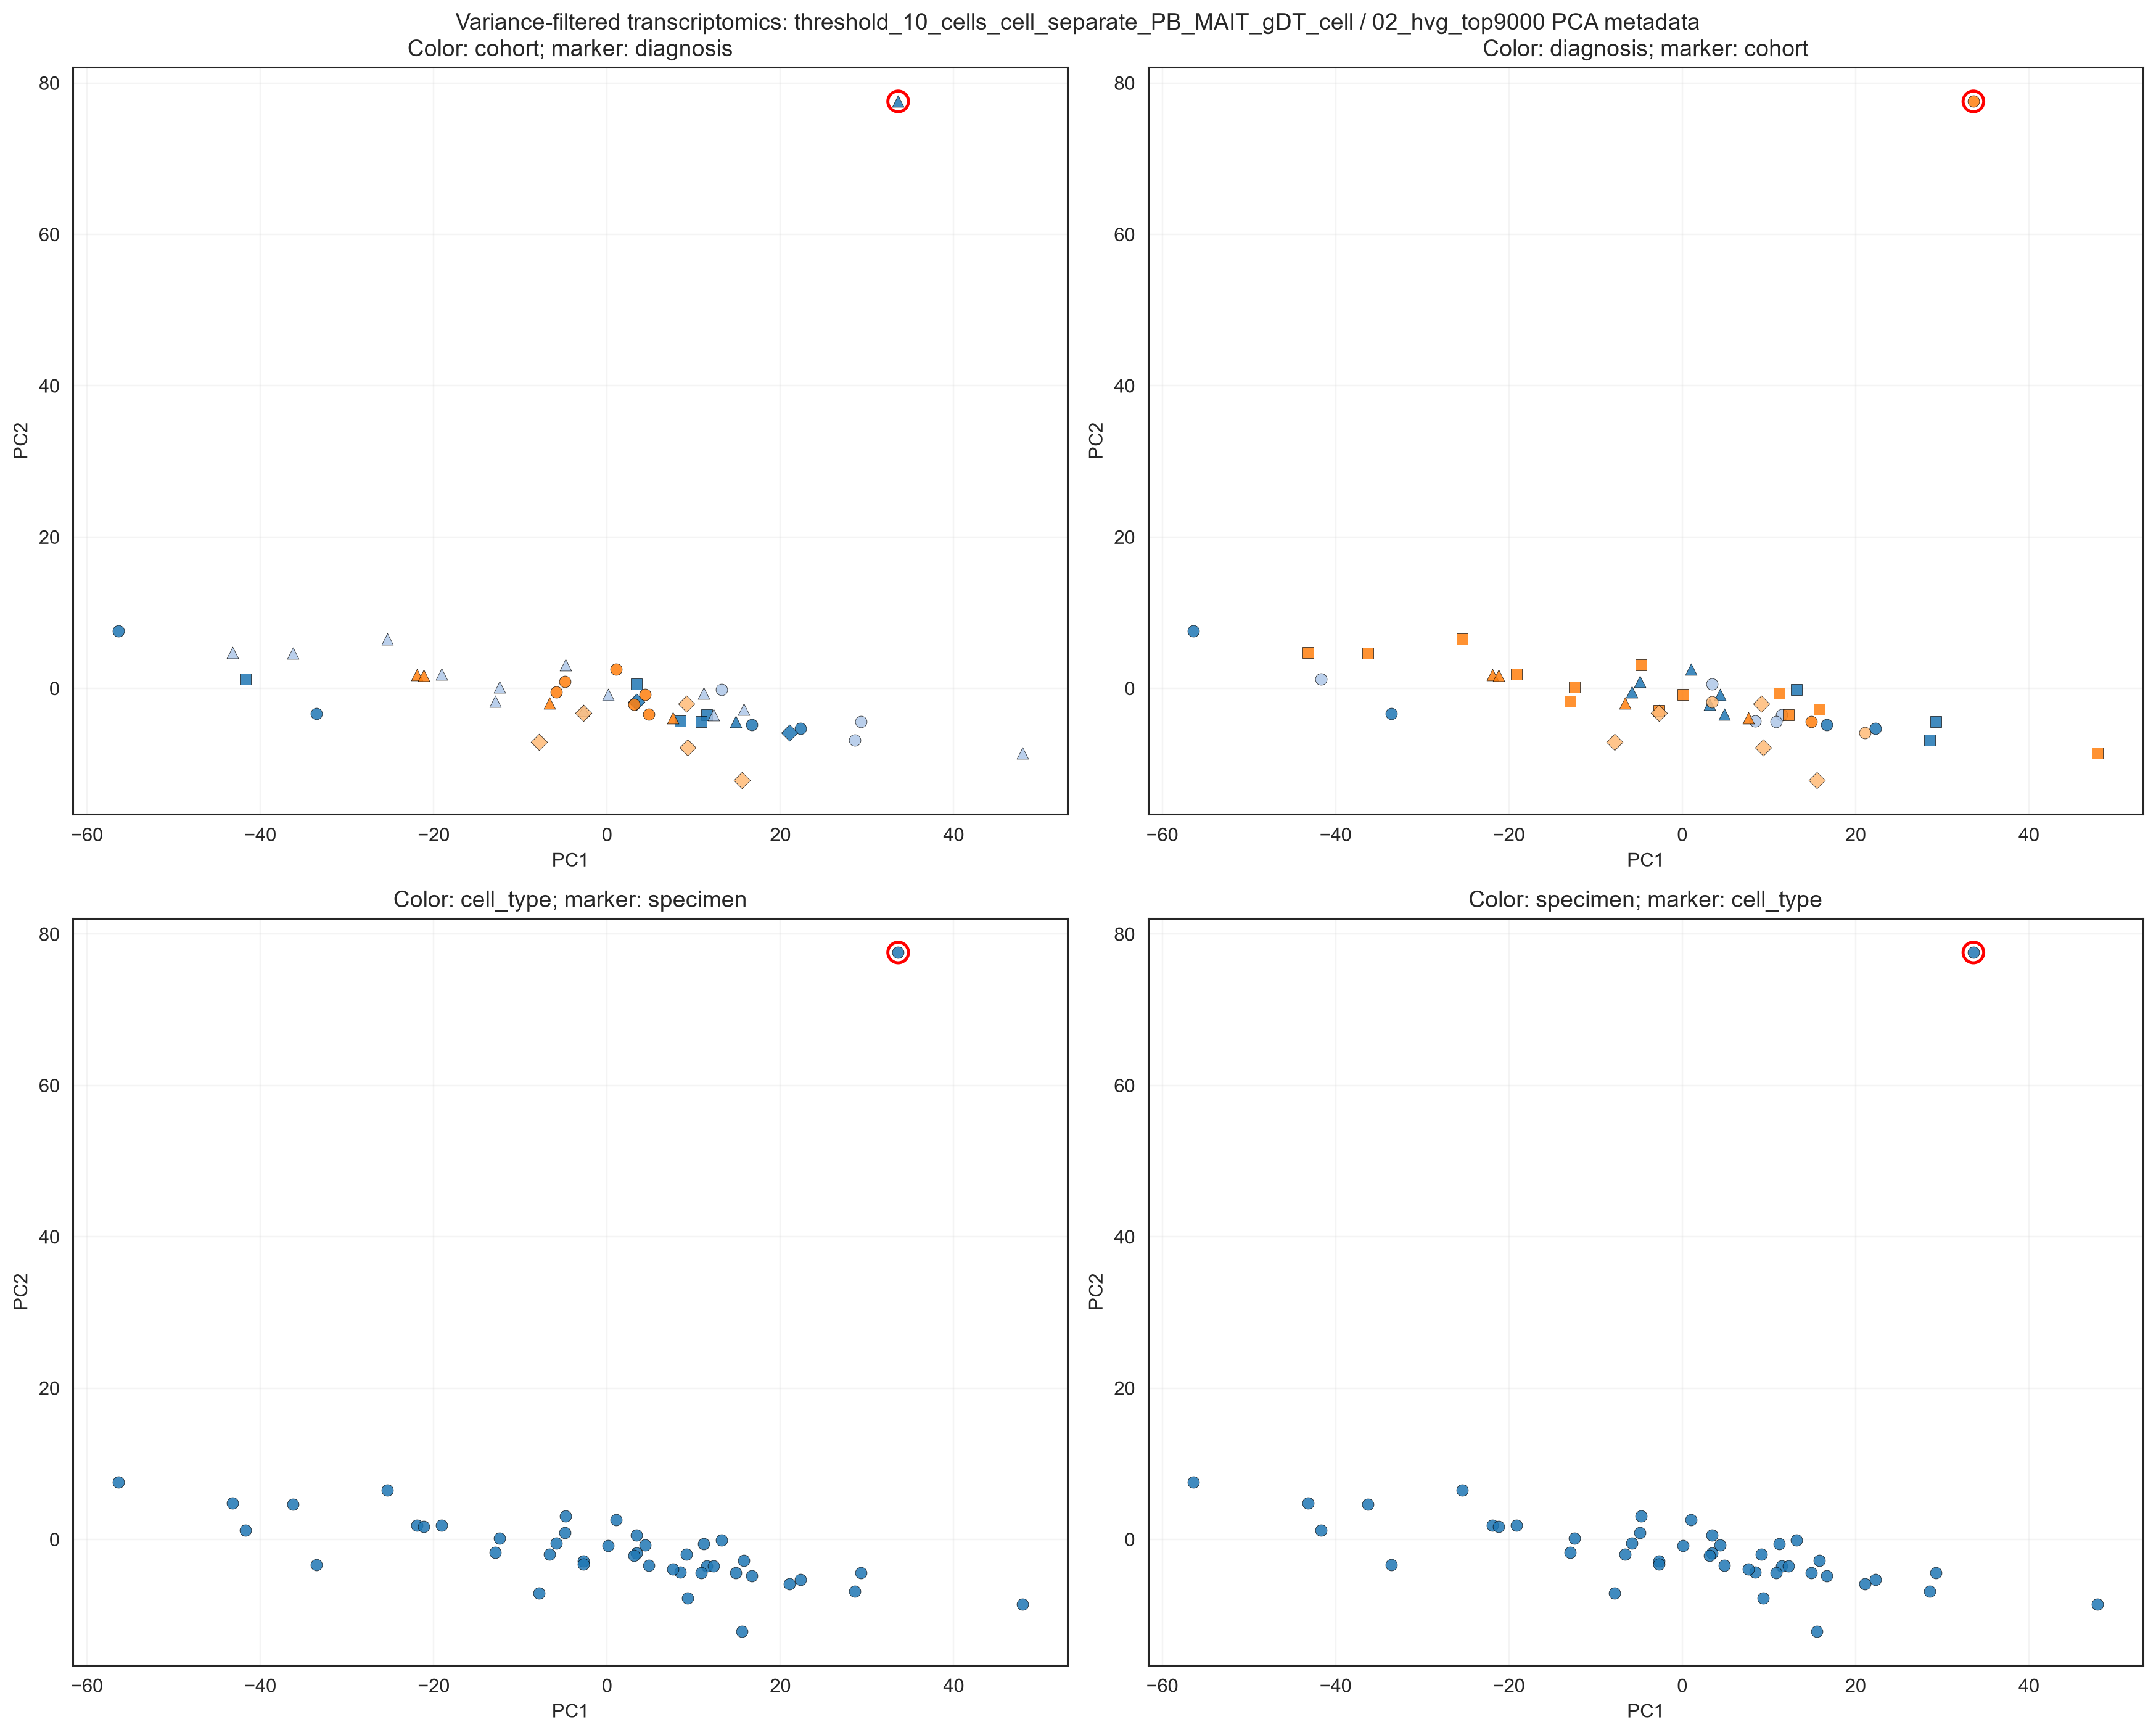 Variance-filtered transcriptomics: threshold_10_cells_cell_separate_PB_MAIT_gDT_cell / 02_hvg_top9000 PCA metadata
Color: cohort; marker: diagnosis
80
60
40
20
0
PC2
−60 −40 −20 0 20 40
PC1
Color: diagnosis; marker: cohort
80
60
40
20
0
PC2
−60 −40 −20 0 20 40
PC1
Color: cell_type; marker: specimen
80
60
40
20
0
PC2
−60 −40 −20 0 20 40
PC1
Color: specimen; marker: cell_type
80
60
40
20
0
PC2
−60 −40 −20 0 20 40
PC1